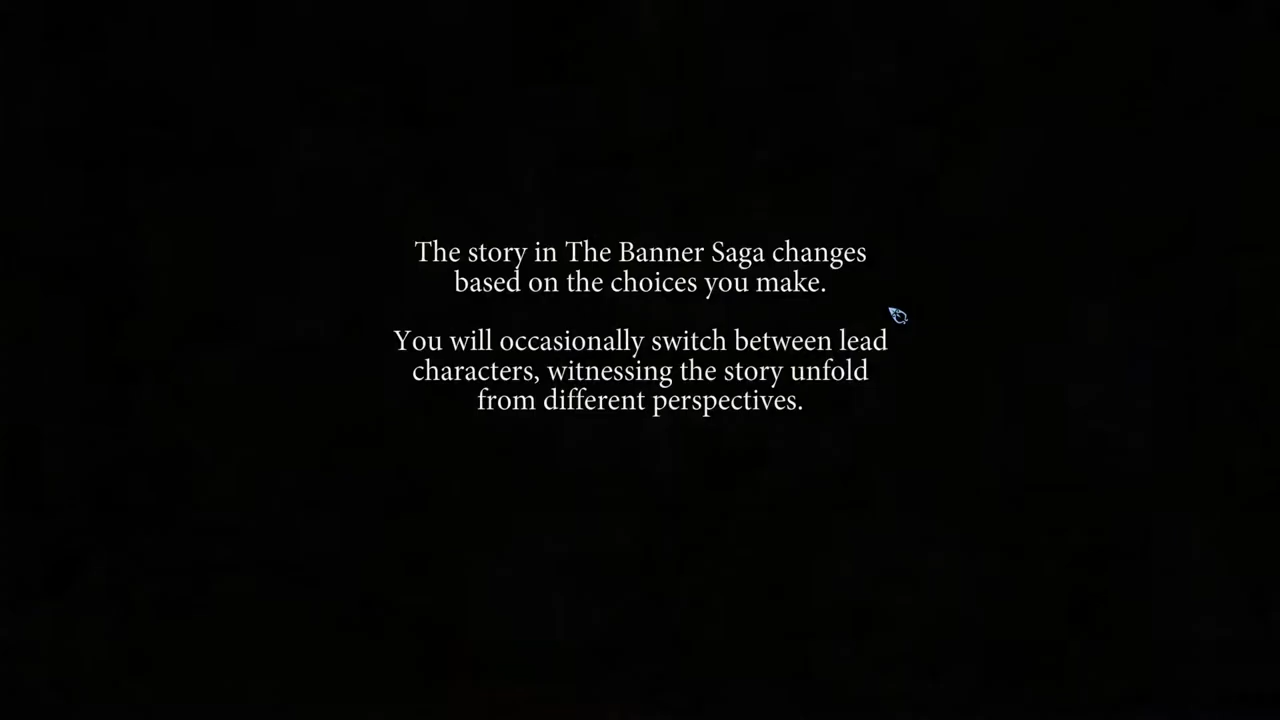 The story in The Banner Saga changes
based on the choices you make.
You will occasionally switch between lead
characters, witnessing the story unfold
from different perspectives.